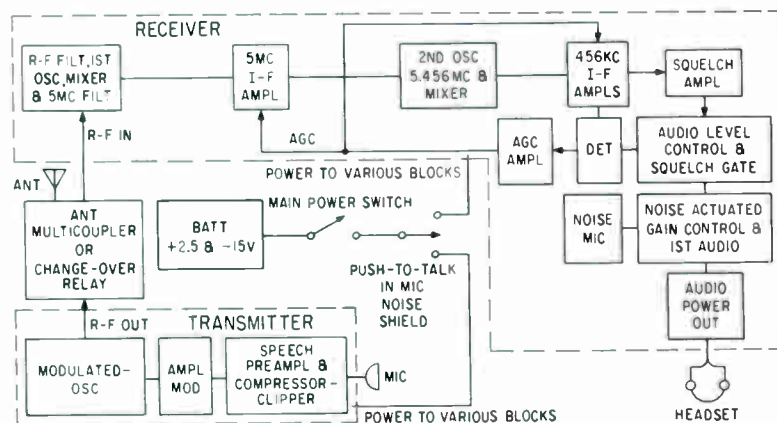 RECEIVER
R-F FILT, IST
OSC, MIXER
& 5MC FILT
5MC
I-F
AMPL
2ND OSC
5.456MC &
MIXER
456KC
I-F
AMPLS
SQUELCH
AMPL
R-F IN
AGC
AGC
AMPL
DET
AUDIO LEVEL
CONTROL &
SQUELCH GATE
ANT
POWER TO VARIOUS BLOCKS
MAIN POWER SWITCH
ANT
MULTICOUPLER
OR
CHANGE-OVER
RELAY
BATT
+2.5 & -15V
NOISE
MIC
NOISE ACTUATED
GAIN CONTROL &
IST AUDIO
PUSH-TO-TALK
IN MIC
NOISE
SHIELD
AUDIO
POWER
OUT
R-F OUT
TRANSMITTER
MODULATED-
OSC
AMPL
MOD
SPEECH
PREAMPL &
COMPRESSOR-
CLIPPER
MIC
POWER TO VARIOUS BLOCKS
HEADSET